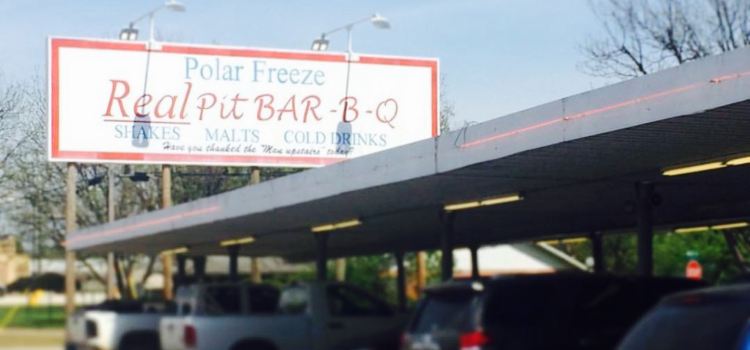 Polar Freeze
Real Pit BAR-B-Q
SHAKES MALTS COLD DRINKS
Have you thanked the "Man upstairs" today?